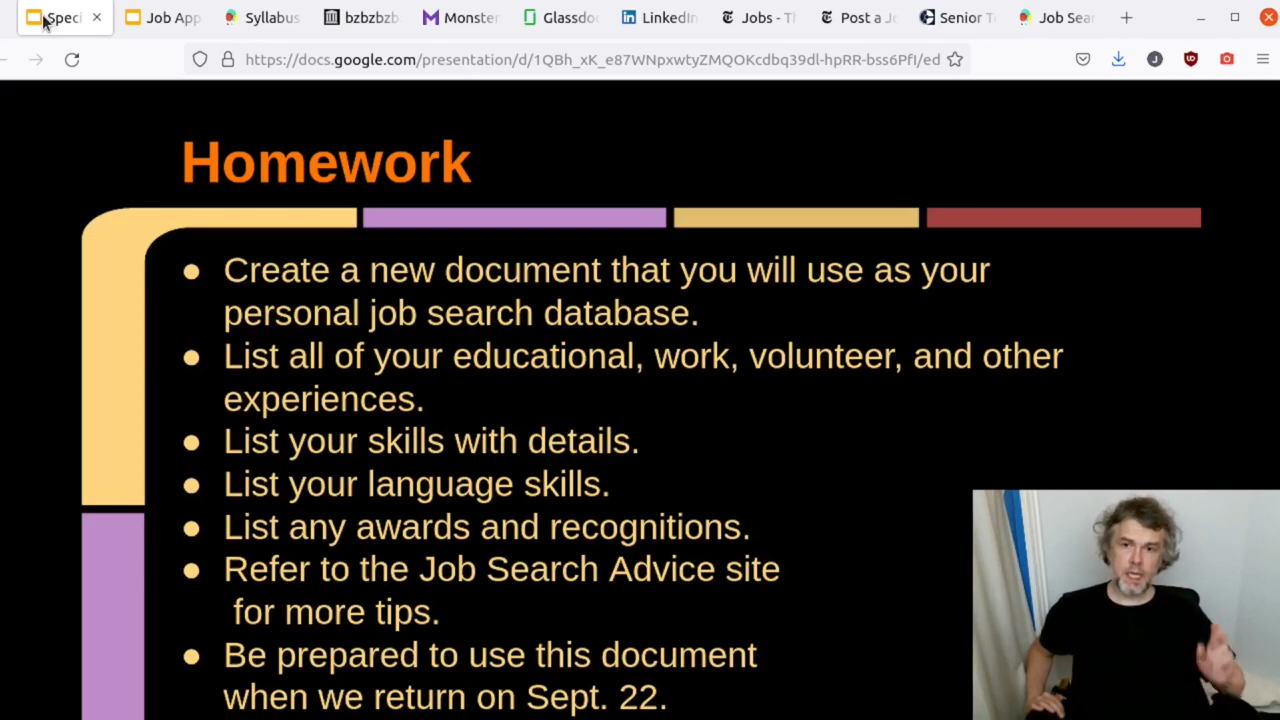 Speci
Job App
Syllabus
bzbzbzb
Monster
Glassdo
LinkedIn
Jobs - Th
Post a Jo
Senior T
Job Sear
https://docs.google.com/presentation/d/1QBh_xK_e87WNpxwtyZMQOKcdbq39dl-hpRR-bss6PfI/ed
Homework
● Create a new document that you will use as your
personal job search database.
● List all of your educational, work, volunteer, and other
experiences.
● List your skills with details.
● List your language skills.
● List any awards and recognitions.
● Refer to the Job Search Advice site
for more tips.
● Be prepared to use this document
when we return on Sept. 22.